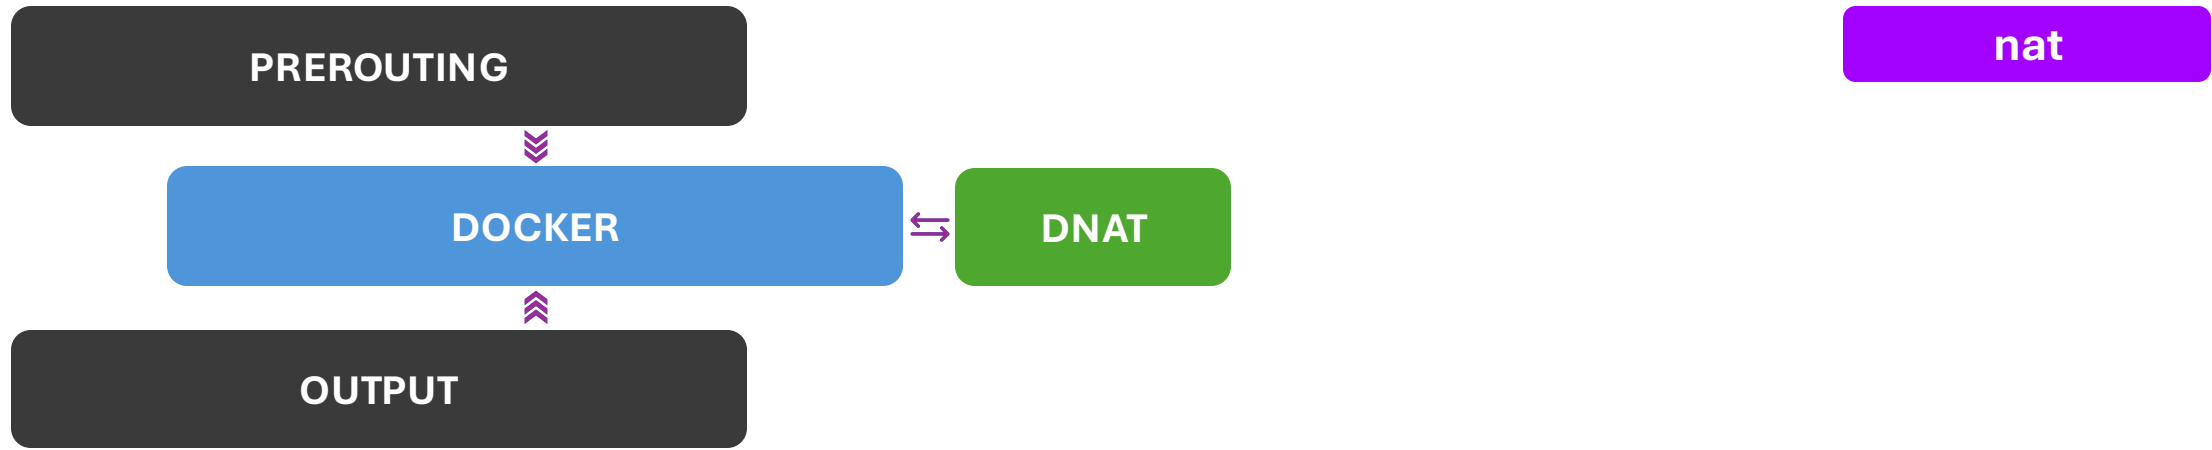 PREROUTING
nat
DOCKER
DNAT
OUTPUT